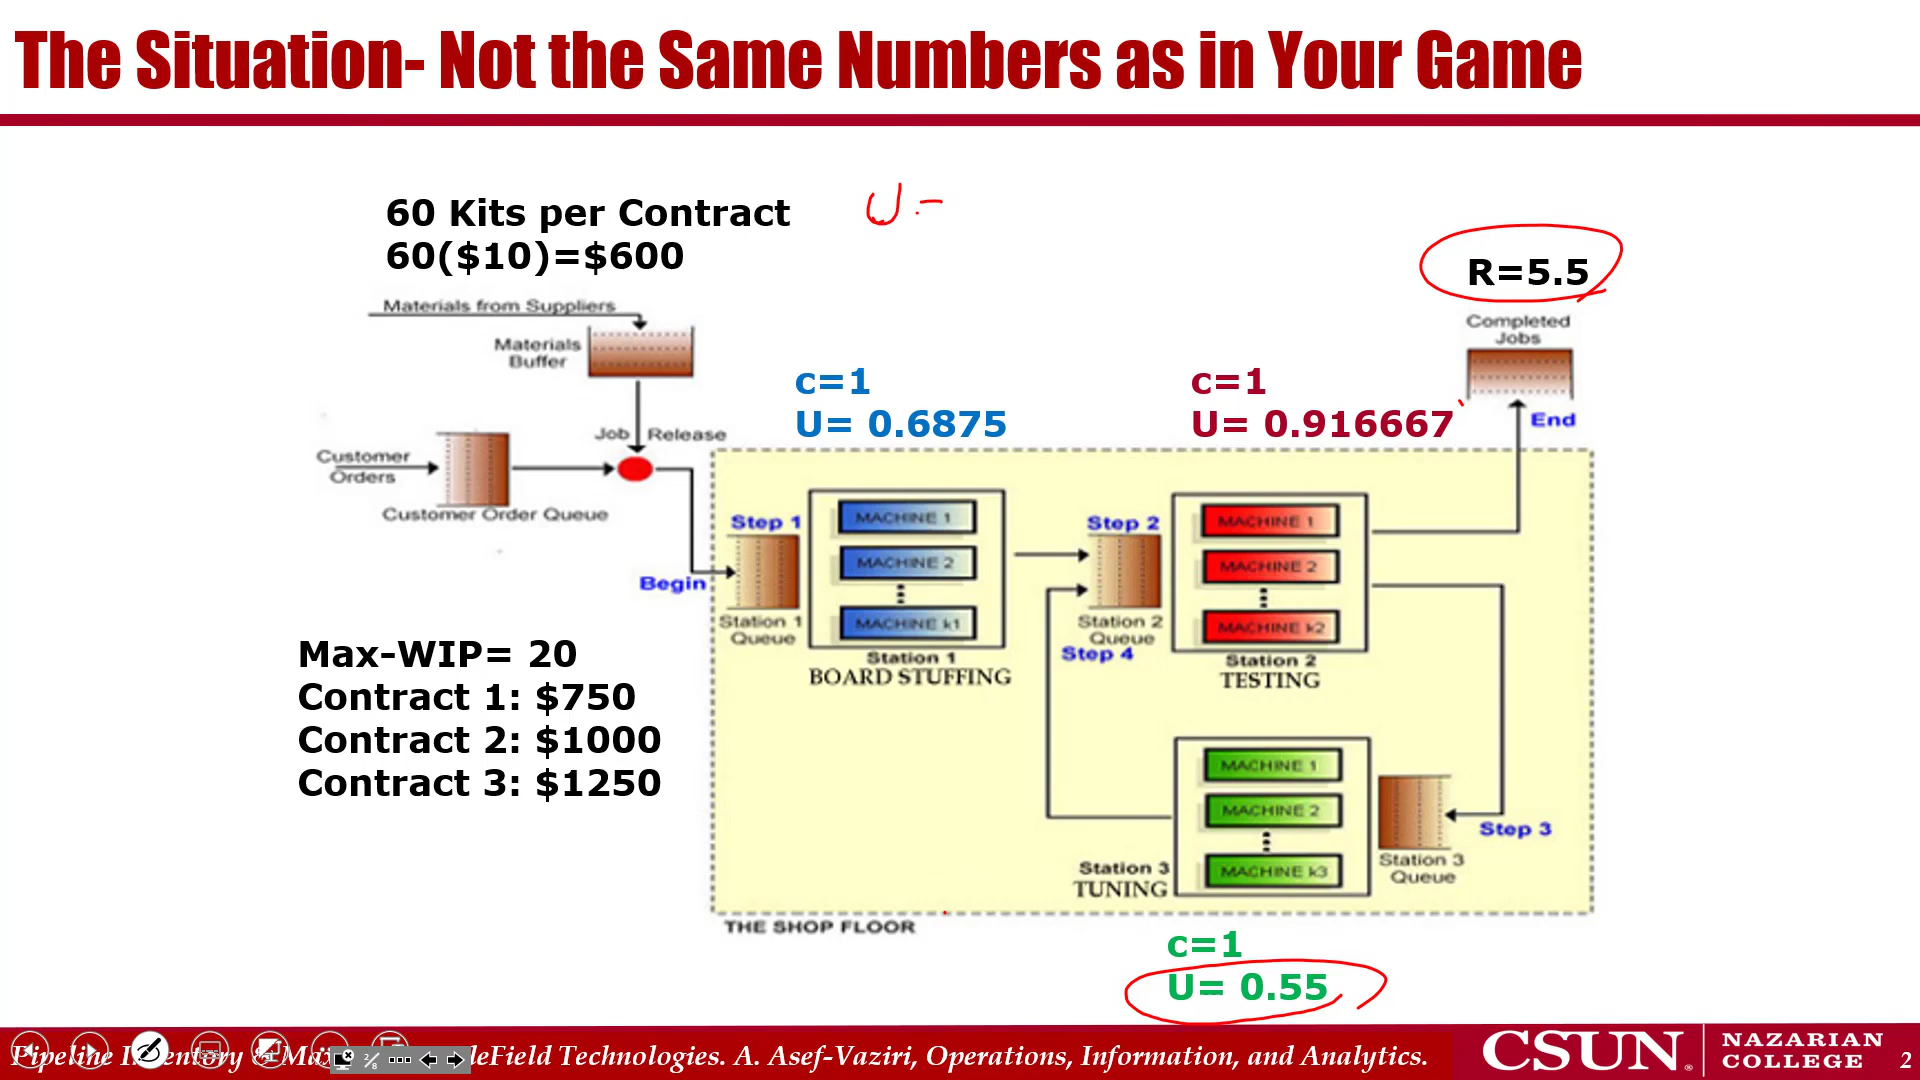 The Situation- Not the Same Numbers as in Your Game
60 Kits per Contract
60($10)=$600
U =
R=5.5
Materials from Suppliers
Materials
Buffer
Completed
Jobs
c=1
U= 0.6875
c=1
U= 0.916667
End
Job Release
Customer
Orders
Customer Order Queue
Begin
Step 1
Station 1
Queue
MACHINE 1
MACHINE 2
MACHINE k1
Station 1
BOARD STUFFING
Step 2
Station 2
Queue
Step 4
MACHINE 1
MACHINE 2
MACHINE k2
Station 2
TESTING
Max-WIP= 20
Contract 1: $750
Contract 2: $1000
Contract 3: $1250
MACHINE 1
MACHINE 2
MACHINE k3
Station 3
TUNING
Step 3
Station 3
Queue
THE SHOP FLOOR
c=1
U= 0.55
Pipeline leField Technologies. A. Asef-Vaziri, Operations, Information, and Analytics.
CSUN
NAZARIAN
COLLEGE
2